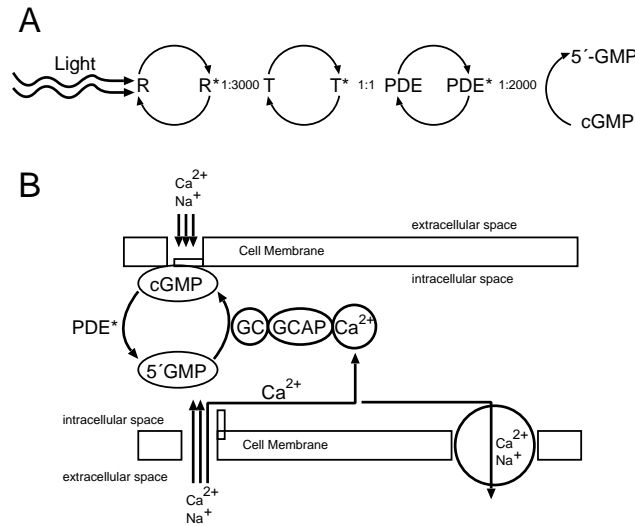 A
Light
R R* 1:3000 T T* 1:1 PDE PDE* 1:2000 5´-GMP
cGMP
B
Ca2+
Na+
extracellular space
Cell Membrane
intracellular space
cGMP
PDE*
GC GCAP Ca2+
5´GMP
Ca2+
intracellular space
Cell Membrane
Ca2+
Na+
extracellular space
Ca2+
Na+